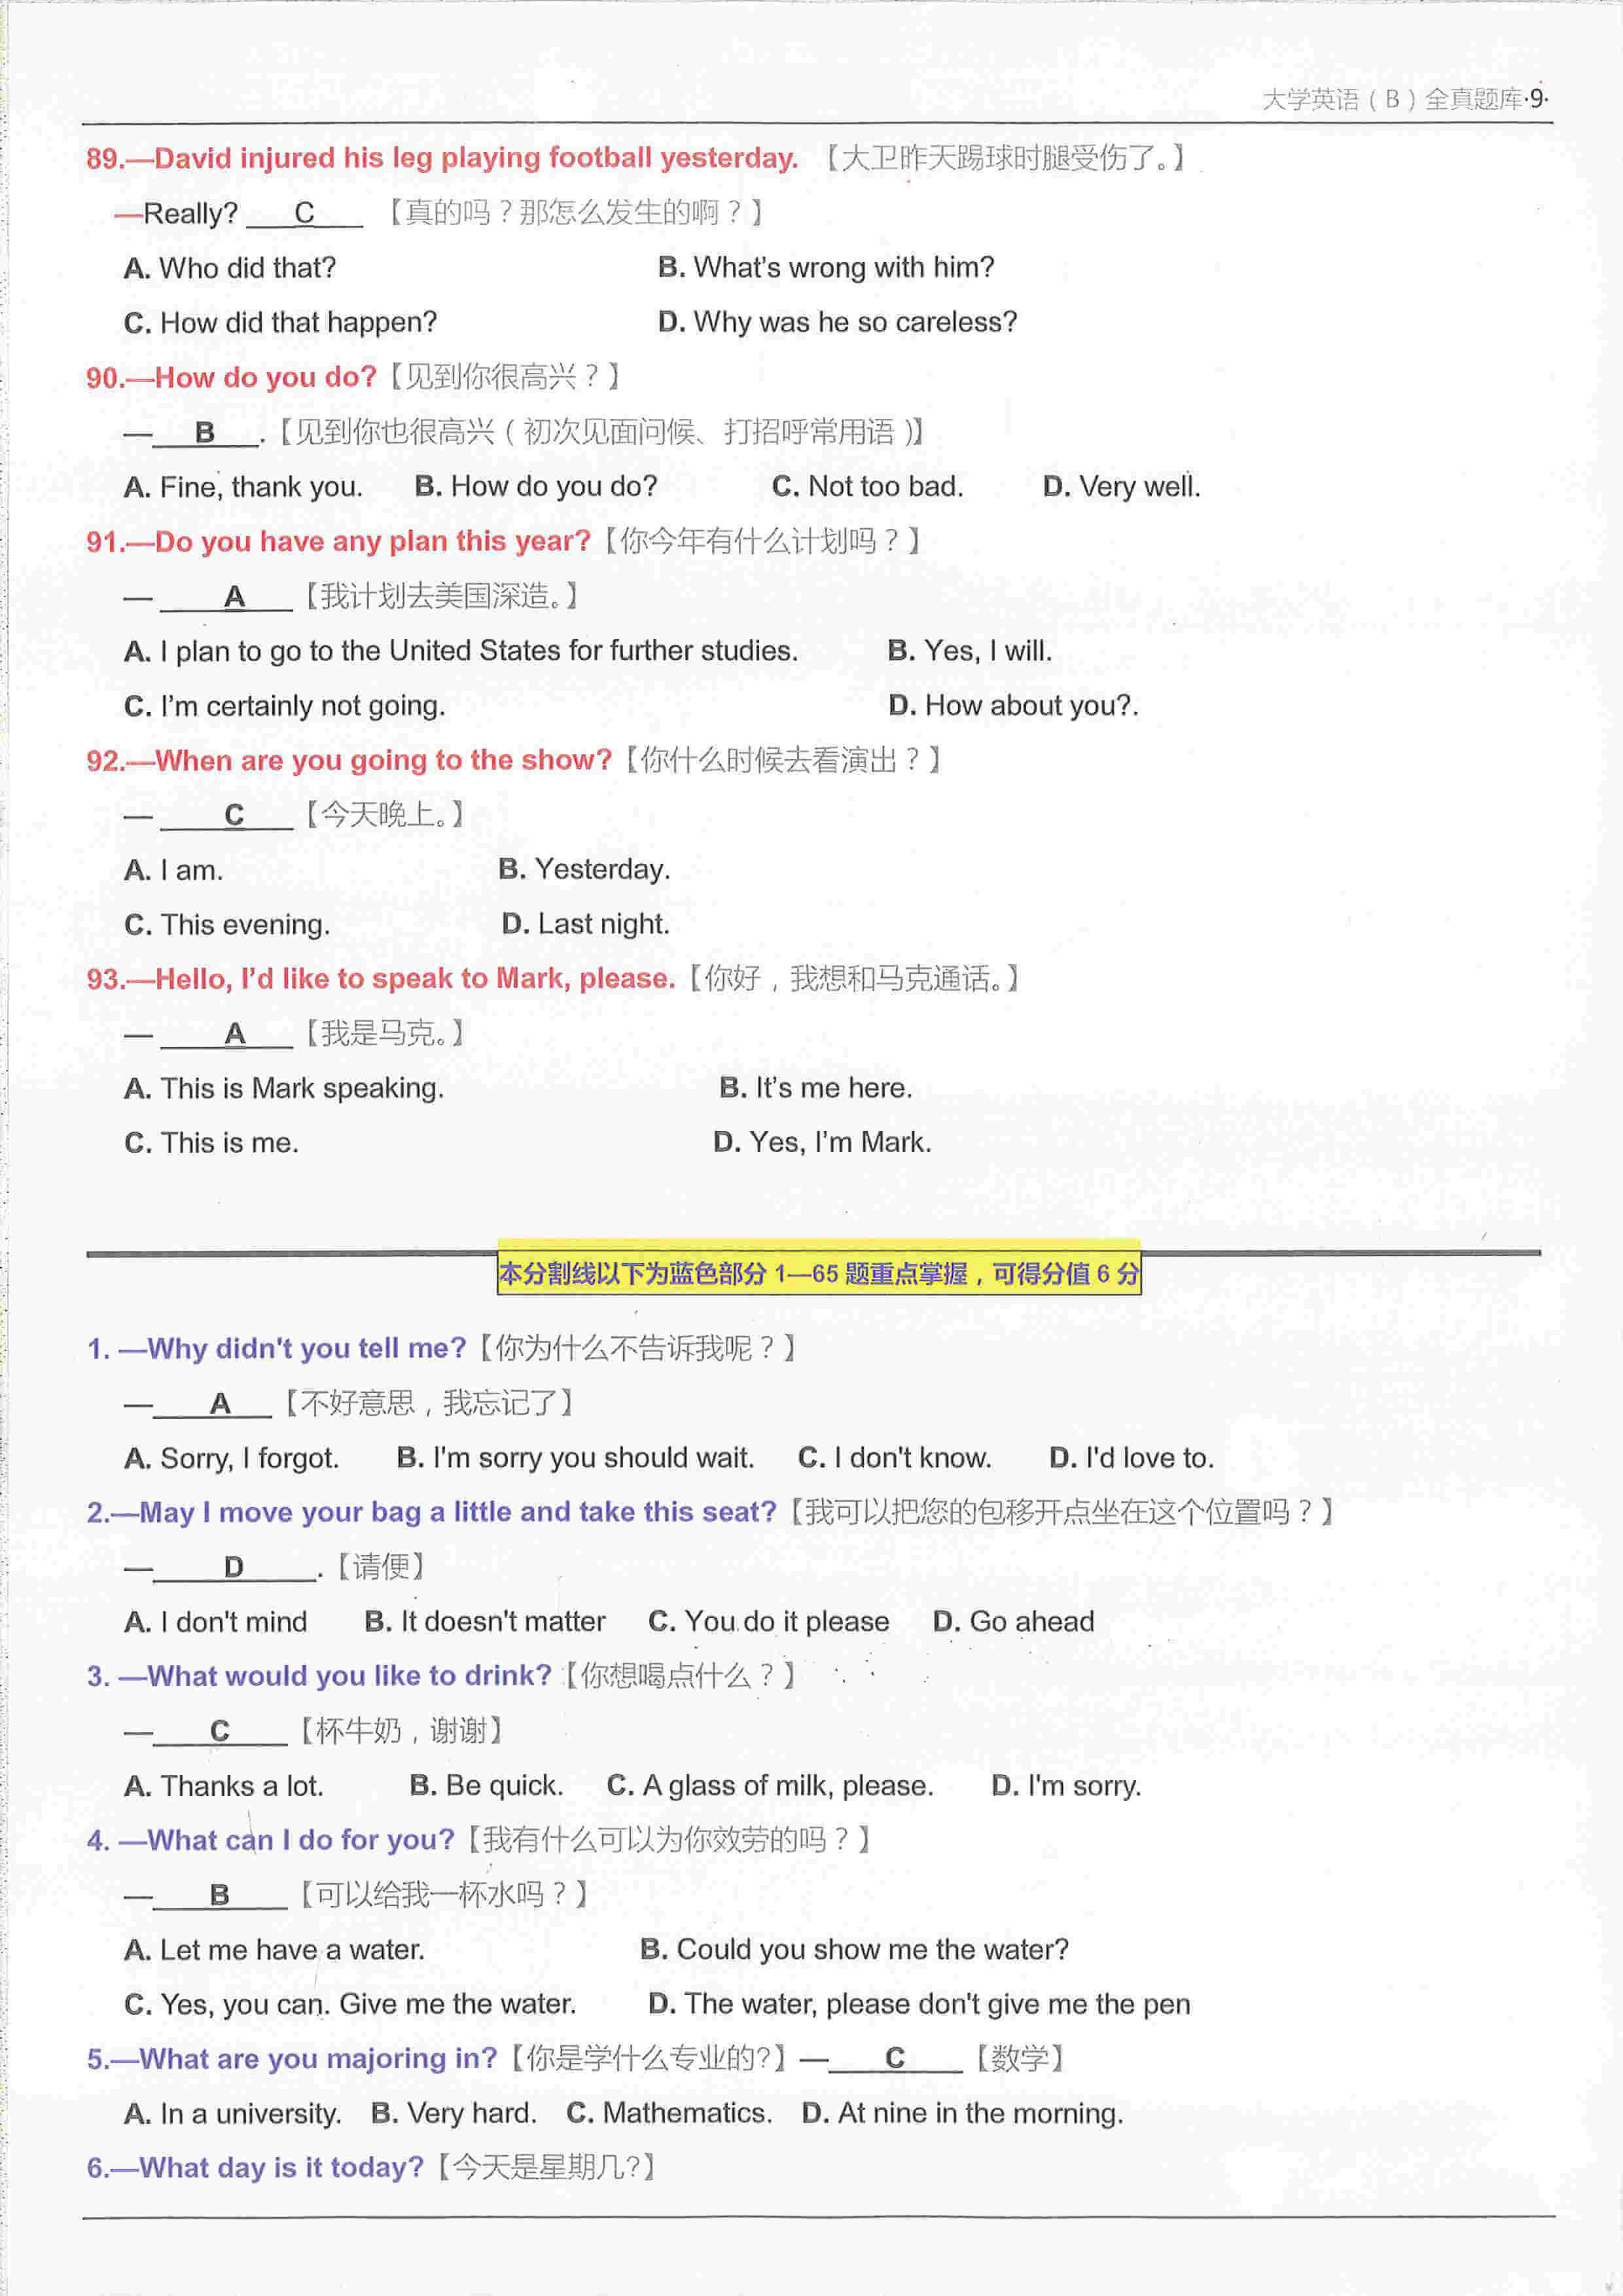 大学英语（B）全真题库·9·
89.—David injured his leg playing football yesterday. 【大卫昨天踢球时腿受伤了。】
—Really? C 【真的吗？那怎么发生的啊？】
A. Who did that? B. What's wrong with him?
C. How did that happen? D. Why was he so careless?
90.—How do you do?【见到你很高兴？】
— B .【见到你也很高兴（初次见面问候、打招呼常用语）】
A. Fine, thank you. B. How do you do? C. Not too bad. D. Very well.
91.—Do you have any plan this year?【你今年有什么计划吗？】
— A 【我计划去美国深造。】
A. I plan to go to the United States for further studies. B. Yes, I will.
C. I'm certainly not going. D. How about you?.
92.—When are you going to the show?【你什么时候去看演出？】
— C 【今天晚上。】
A. I am. B. Yesterday.
C. This evening. D. Last night.
93.—Hello, I'd like to speak to Mark, please.【你好，我想和马克通话。】
— A 【我是马克。】
A. This is Mark speaking. B. It's me here.
C. This is me. D. Yes, I'm Mark.
本分割线以下为蓝色部分 1—65 题重点掌握，可得分值 6 分
1. —Why didn't you tell me?【你为什么不告诉我呢？】
— A 【不好意思，我忘记了】
A. Sorry, I forgot. B. I'm sorry you should wait. C. I don't know. D. I'd love to.
2.—May I move your bag a little and take this seat?【我可以把您的包移开点坐在这个位置吗？】
— D .【请便】
A. I don't mind B. It doesn't matter C. You do it please D. Go ahead
3. —What would you like to drink?【你想喝点什么？】
— C 【杯牛奶，谢谢】
A. Thanks a lot. B. Be quick. C. A glass of milk, please. D. I'm sorry.
4. —What can I do for you?【我有什么可以为你效劳的吗？】
— B 【可以给我一杯水吗？】
A. Let me have a water. B. Could you show me the water?
C. Yes, you can. Give me the water. D. The water, please don't give me the pen
5.—What are you majoring in?【你是学什么专业的?】— C 【数学】
A. In a university. B. Very hard. C. Mathematics. D. At nine in the morning.
6.—What day is it today?【今天是星期几?】